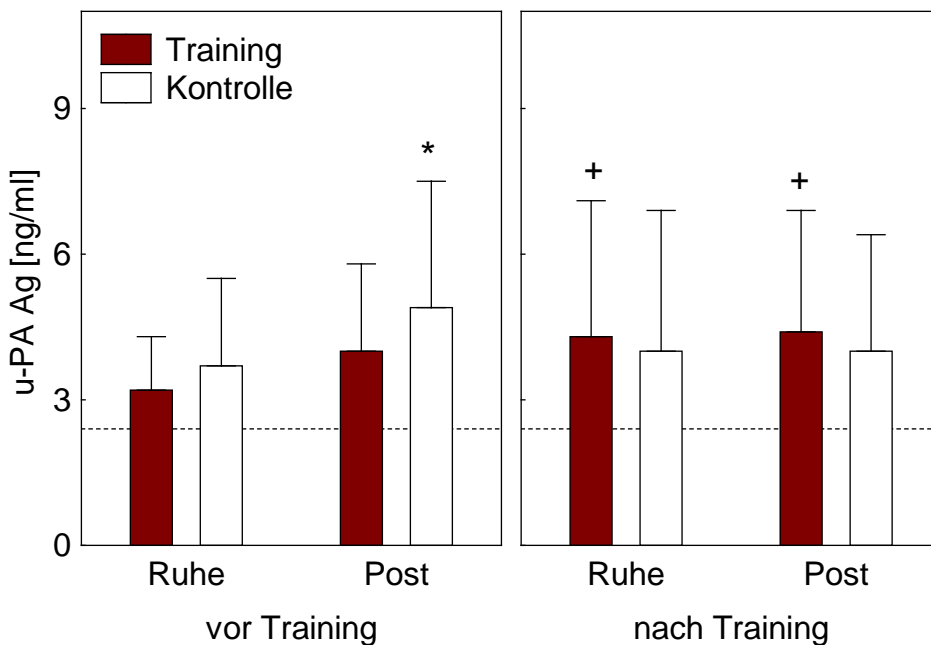 Training
Kontrolle
u-PA Ag [ng/ml]
9
6
3
0
*
+
+
Ruhe Post Ruhe Post
vor Training nach Training